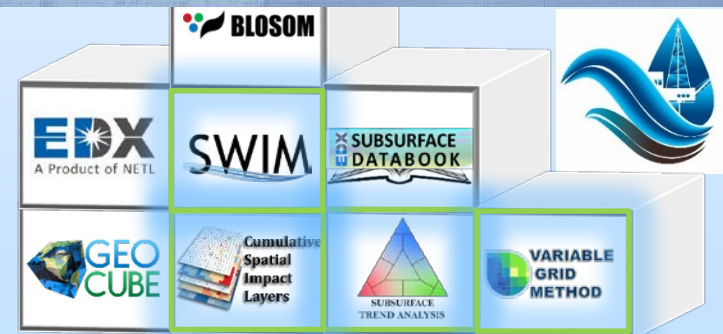 BLOSOM
EDX
A Product of NETL
SWIM
EDX
SUBSURFACE
DATABOOK
GEO
CUBE
Cumulative
Spatial
Impact
Layers
SUBSURFACE
TREND ANALYSIS
VARIABLE
GRID
METHOD